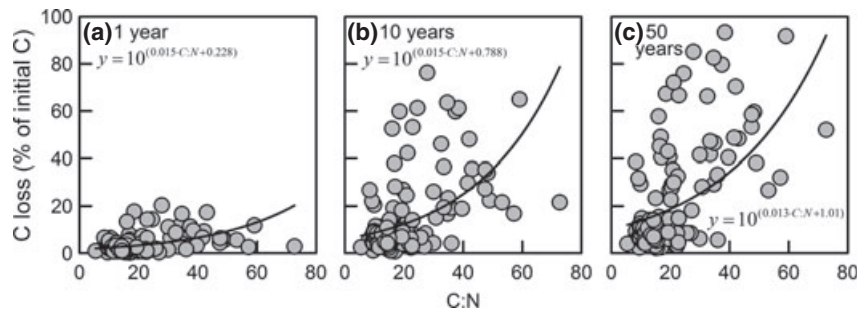 (a) 1 year
y = 10^(0.015·C:N+0.228)
(b) 10 years
y = 10^(0.015·C:N+0.788)
(c) 50
years
y = 10^(0.013·C:N+1.01)
C loss (% of initial C)
100
80
60
40
20
0
0 20 40 60 80
0 20 40 60 80
0 20 40 60 80
C:N